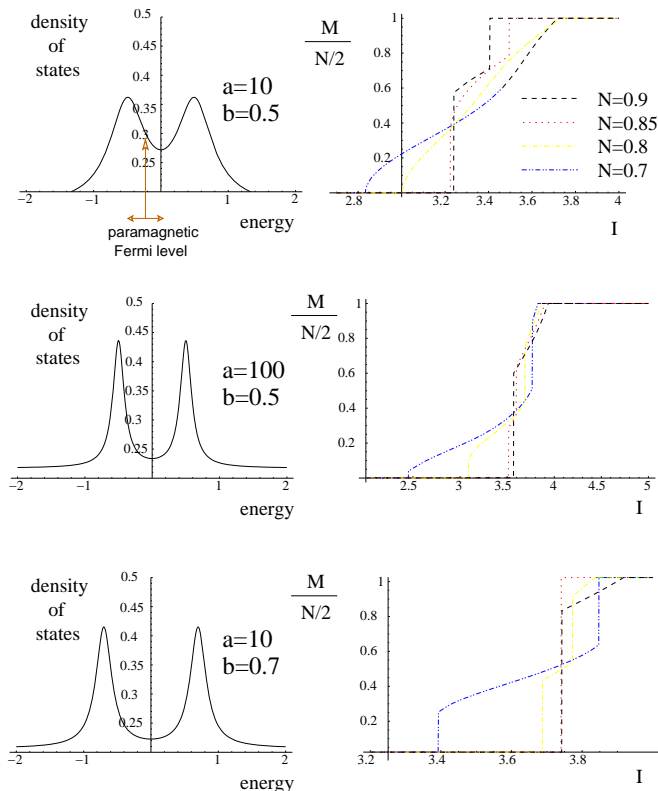 density
of
states
0.5
0.45
0.4
0.35
0.3
0.25
a=10
b=0.5
−2 −1 1 2
energy
paramagnetic
Fermi level
M
N/2
1
0.8
0.6
0.4
0.2
N=0.9
N=0.85
N=0.8
N=0.7
2.8 3.2 3.4 3.6 3.8 4
I
density
of
states
0.5
0.45
0.4
0.35
0.3
0.25
a=100
b=0.5
−2 −1 1 2
energy
M
N/2
1
0.8
0.6
0.4
0.2
2.5 3 3.5 4 4.5 5
I
density
of
states
0.5
0.45
0.4
0.35
0.3
0.25
a=10
b=0.7
−2 −1 1 2
energy
M
N/2
1
0.8
0.6
0.4
0.2
3.2 3.4 3.6 3.8
I